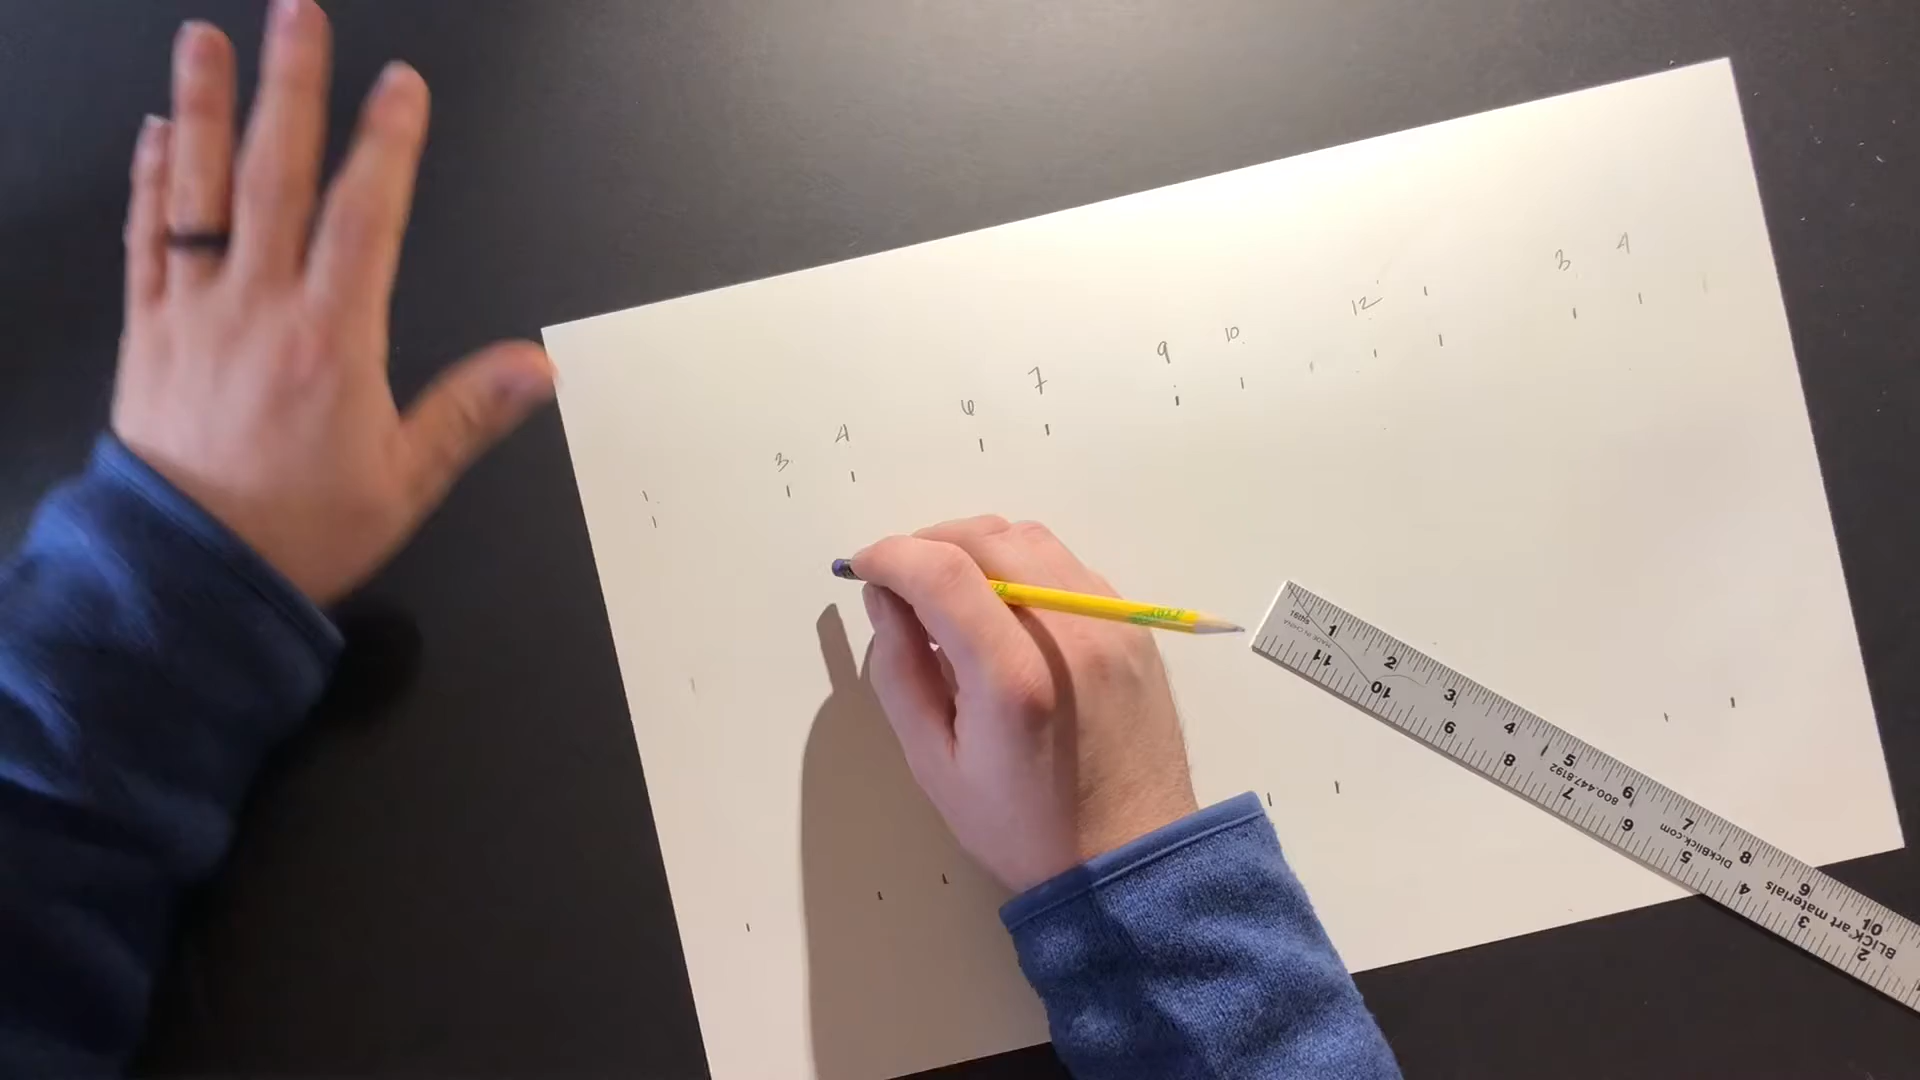 1 3 4 6 7 9 10 12 1 3 4
1 2 3 4 5 6 7 8 9 10
11 10 9 8 7 6 5 4 3 2
MADE IN CHINA
800.447.8192
DickBlick.com
BLICK art materials